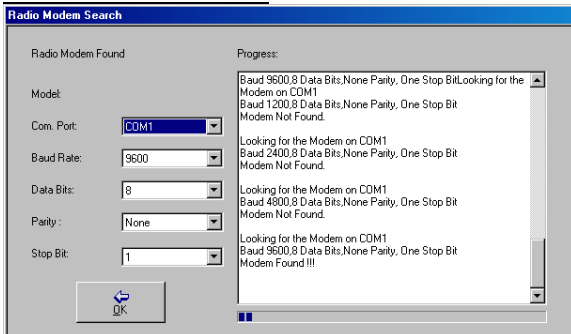 Radio Modem Search
Radio Modem Found
Model:
Com. Port:
COM1
Baud Rate:
9600
Data Bits:
8
Parity :
None
Stop Bit:
1
OK
Progress:
Baud 9600,8 Data Bits,None Parity, One Stop BitLooking for the
Modem on COM1
Baud 1200,8 Data Bits,None Parity, One Stop Bit
Modem Not Found.
Looking for the Modem on COM1
Baud 2400,8 Data Bits,None Parity, One Stop Bit
Modem Not Found.
Looking for the Modem on COM1
Baud 4800,8 Data Bits,None Parity, One Stop Bit
Modem Not Found.
Looking for the Modem on COM1
Baud 9600,8 Data Bits,None Parity, One Stop Bit
Modem Found !!!